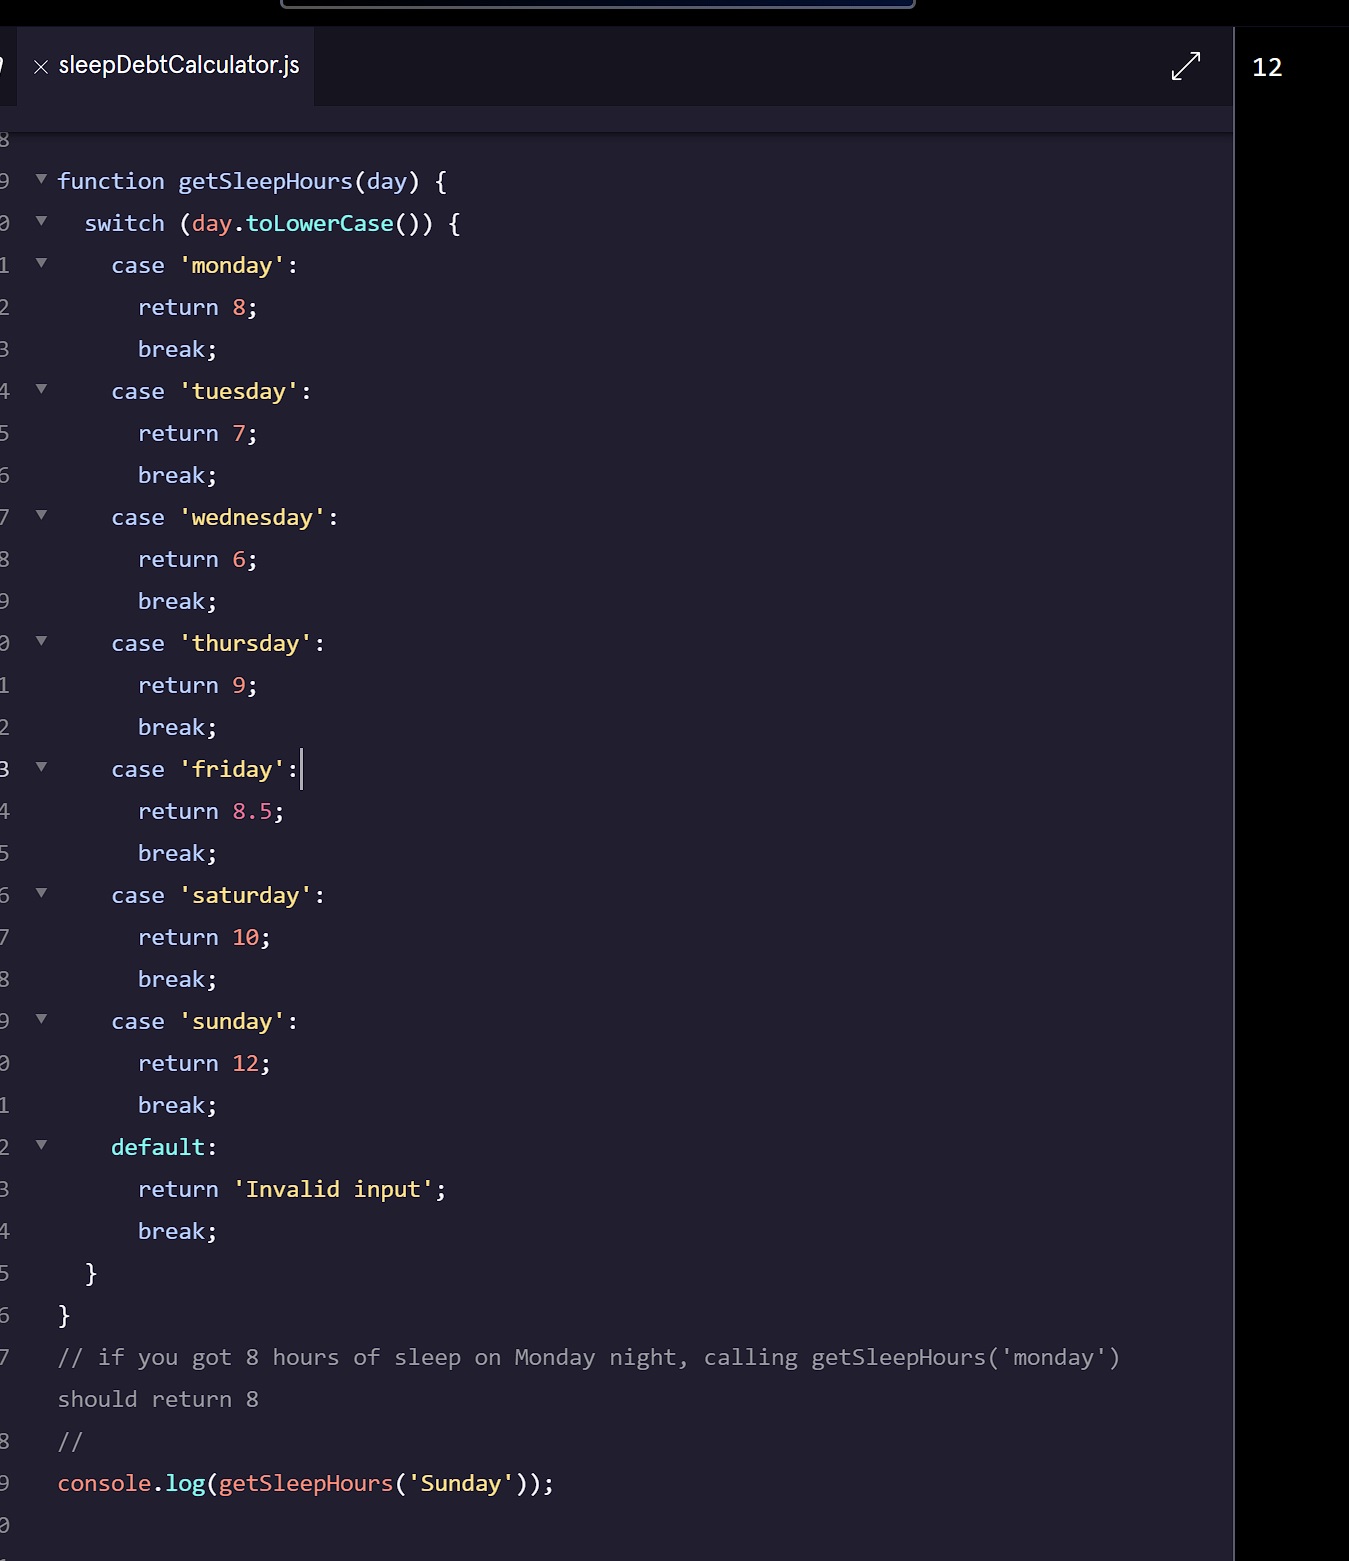 sleepDebtCalculator.js
12
8
9 function getSleepHours(day) {
0 switch (day.toLowerCase()) {
1 case 'monday':
2 return 8;
3 break;
4 case 'tuesday':
5 return 7;
6 break;
7 case 'wednesday':
8 return 6;
9 break;
0 case 'thursday':
1 return 9;
2 break;
3 case 'friday':
4 return 8.5;
5 break;
6 case 'saturday':
7 return 10;
8 break;
9 case 'sunday':
0 return 12;
1 break;
2 default:
3 return 'Invalid input';
4 break;
5 }
6 }
7 // if you got 8 hours of sleep on Monday night, calling getSleepHours('monday')
should return 8
8 //
9 console.log(getSleepHours('Sunday'));
0